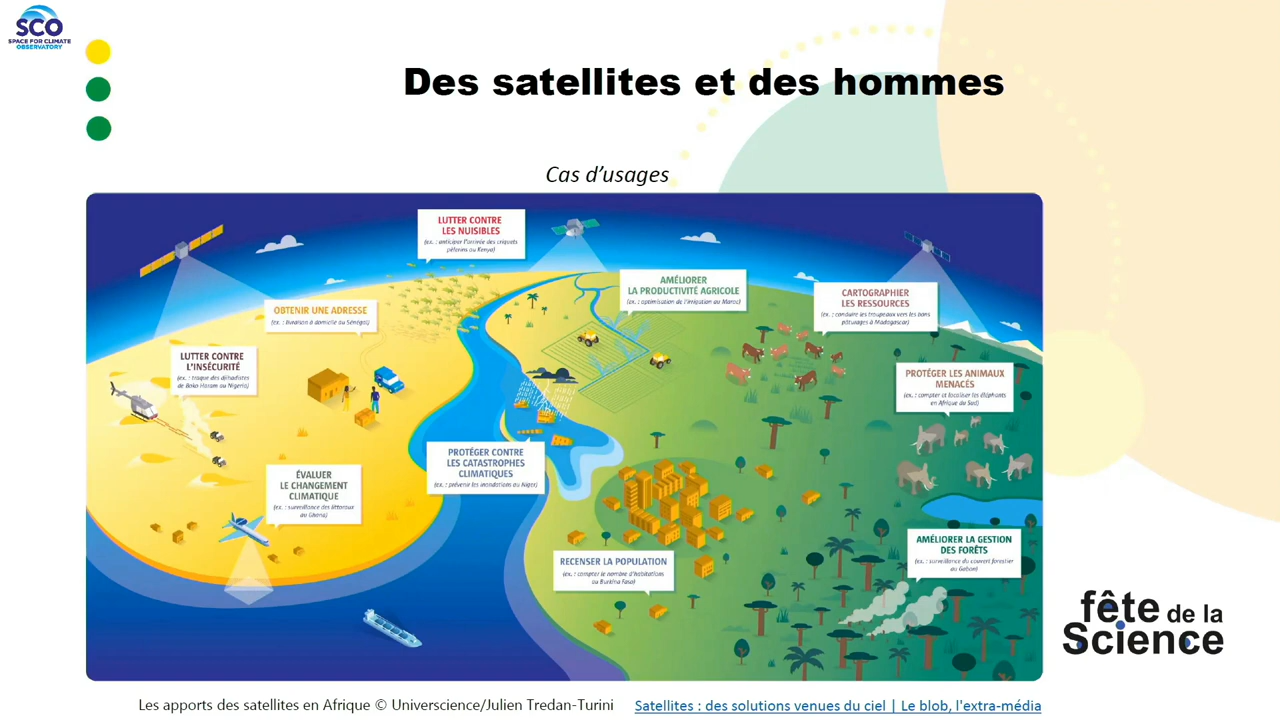 SCO
SPACE FOR CLIMATE
OBSERVATORY
Des satellites et des hommes
Cas d’usages
LUTTER CONTRE
LES NUISIBLES
(ex. : anticiper l'arrivée des criquets
pèlerins au Kenya)
AMÉLIORER
LA PRODUCTIVITÉ AGRICOLE
(ex. : optimisation de l'irrigation au Maroc)
CARTOGRAPHIER
LES RESSOURCES
(ex. : conduire les troupeaux vers les bons
pâturages à Madagascar)
OBTENIR UNE ADRESSE
(ex. : livraison à domicile au Sénégal)
LUTTER CONTRE
L'INSÉCURITÉ
(ex. : traque des djihadistes
de Boko Haram au Nigeria)
PROTÉGER LES ANIMAUX
MENACÉS
(ex. : compter et localiser les éléphants
en Afrique du Sud)
PROTÉGER CONTRE
LES CATASTROPHES
CLIMATIQUES
(ex. : prévenir les inondations au Niger)
ÉVALUER
LE CHANGEMENT
CLIMATIQUE
(ex. : surveillance des littoraux
au Ghana)
RECENSER LA POPULATION
(ex. : compter le nombre d'habitations
au Burkina Faso)
AMÉLIORER LA GESTION
DES FORÊTS
(ex. : surveillance du couvert forestier
au Gabon)
fête de la
Science
Les apports des satellites en Afrique © Universcience/Julien Tredan-Turini
Satellites : des solutions venues du ciel | Le blob, l'extra-média